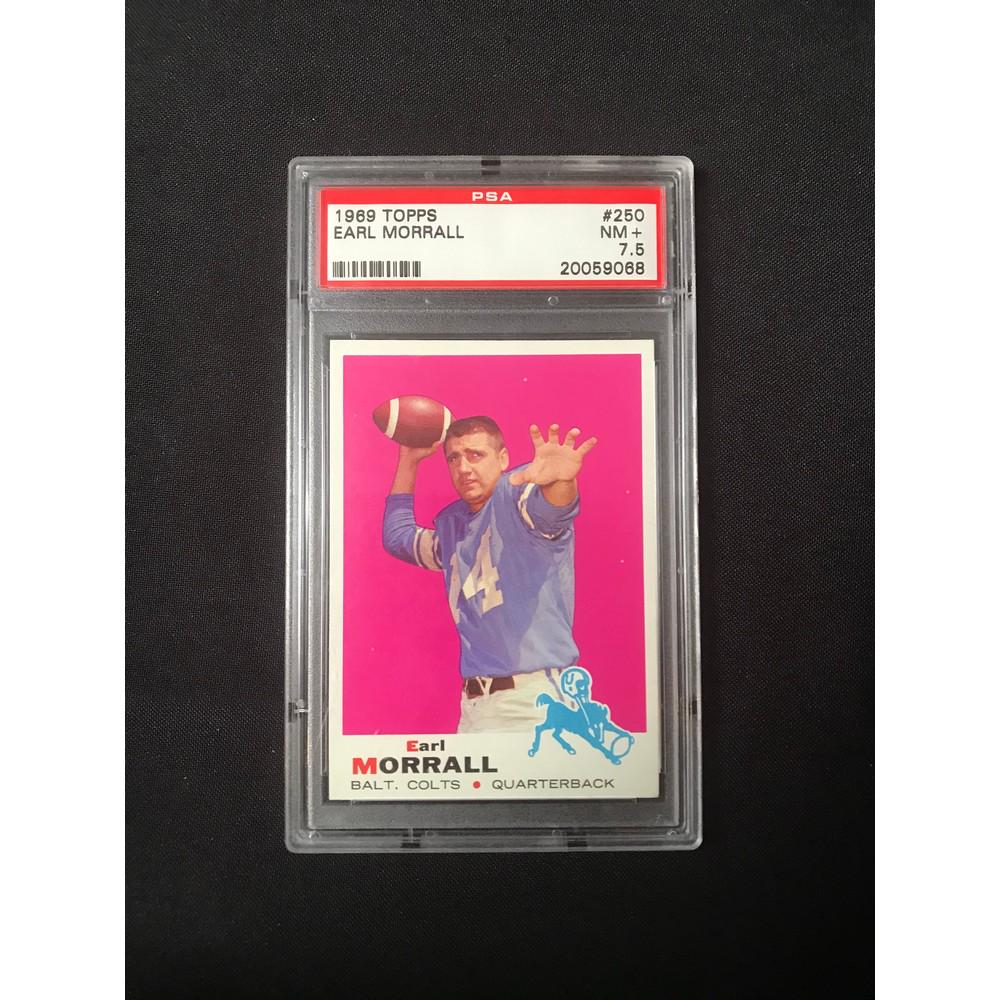 PSA
1969 TOPPS #250
EARL MORRALL NM+
7.5
20059068
14
Earl
MORRALL
BALT. COLTS • QUARTERBACK